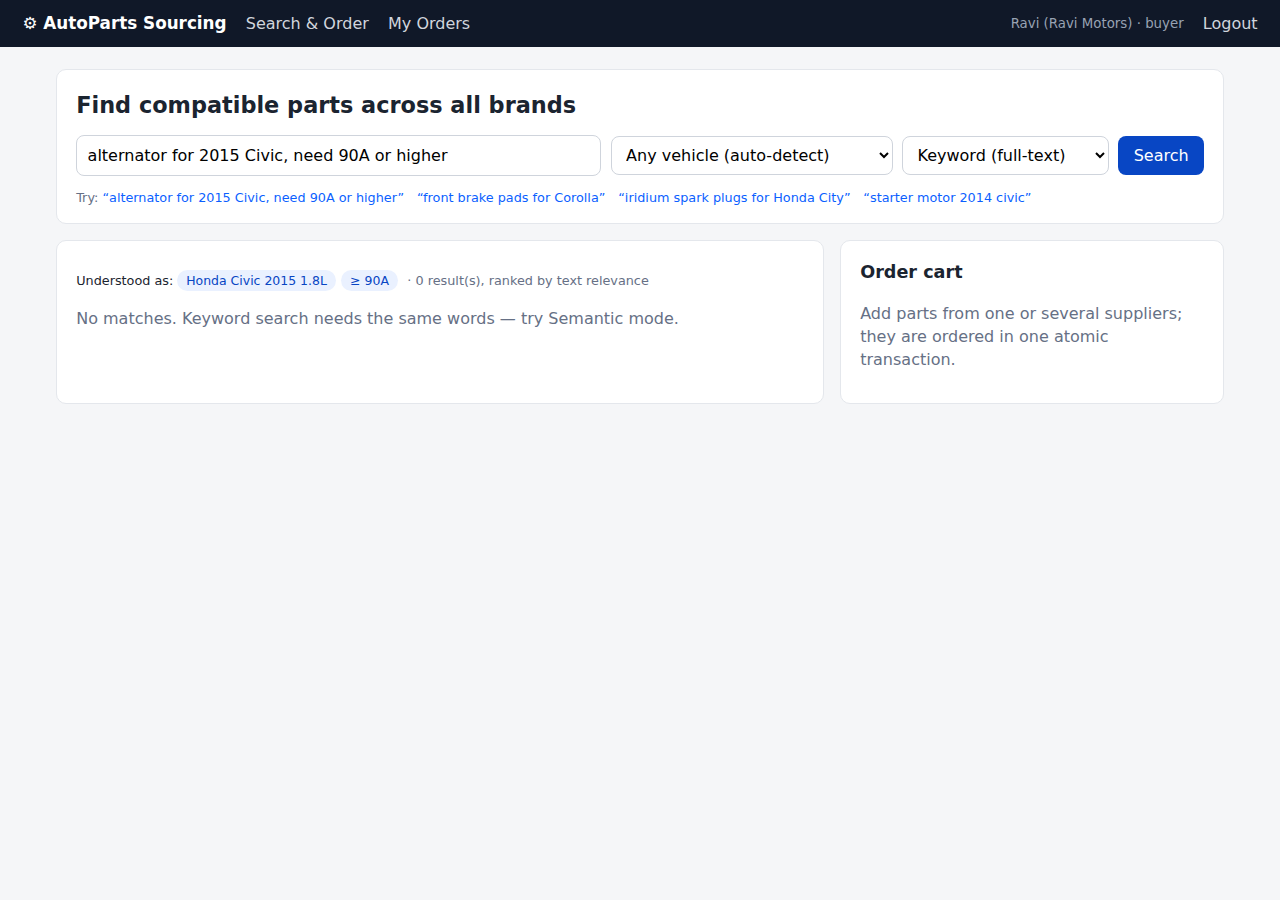 ⚙ AutoParts Sourcing Search & Order My Orders Ravi (Ravi Motors) · buyer Logout
Find compatible parts across all brands
alternator for 2015 Civic, need 90A or higher Any vehicle (auto-detect) Keyword (full-text) Search
Try: “alternator for 2015 Civic, need 90A or higher” “front brake pads for Corolla” “iridium spark plugs for Honda City” “starter motor 2014 civic”
Understood as: Honda Civic 2015 1.8L ≥ 90A · 0 result(s), ranked by text relevance
No matches. Keyword search needs the same words — try Semantic mode.
Order cart
Add parts from one or several suppliers;
they are ordered in one atomic
transaction.